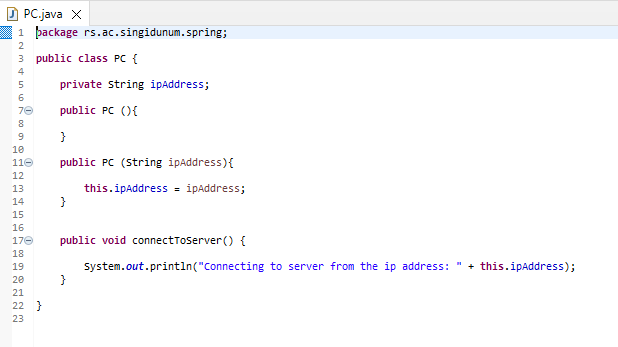 PC.java
1 package rs.ac.singidunum.spring;
2
3 public class PC {
4
5 private String ipAddress;
6
7 public PC (){
8
9 }
10
11 public PC (String ipAddress){
12
13 this.ipAddress = ipAddress;
14 }
15
16
17 public void connectToServer() {
18
19 System.out.println("Connecting to server from the ip address: " + this.ipAddress);
20 }
21
22 }
23